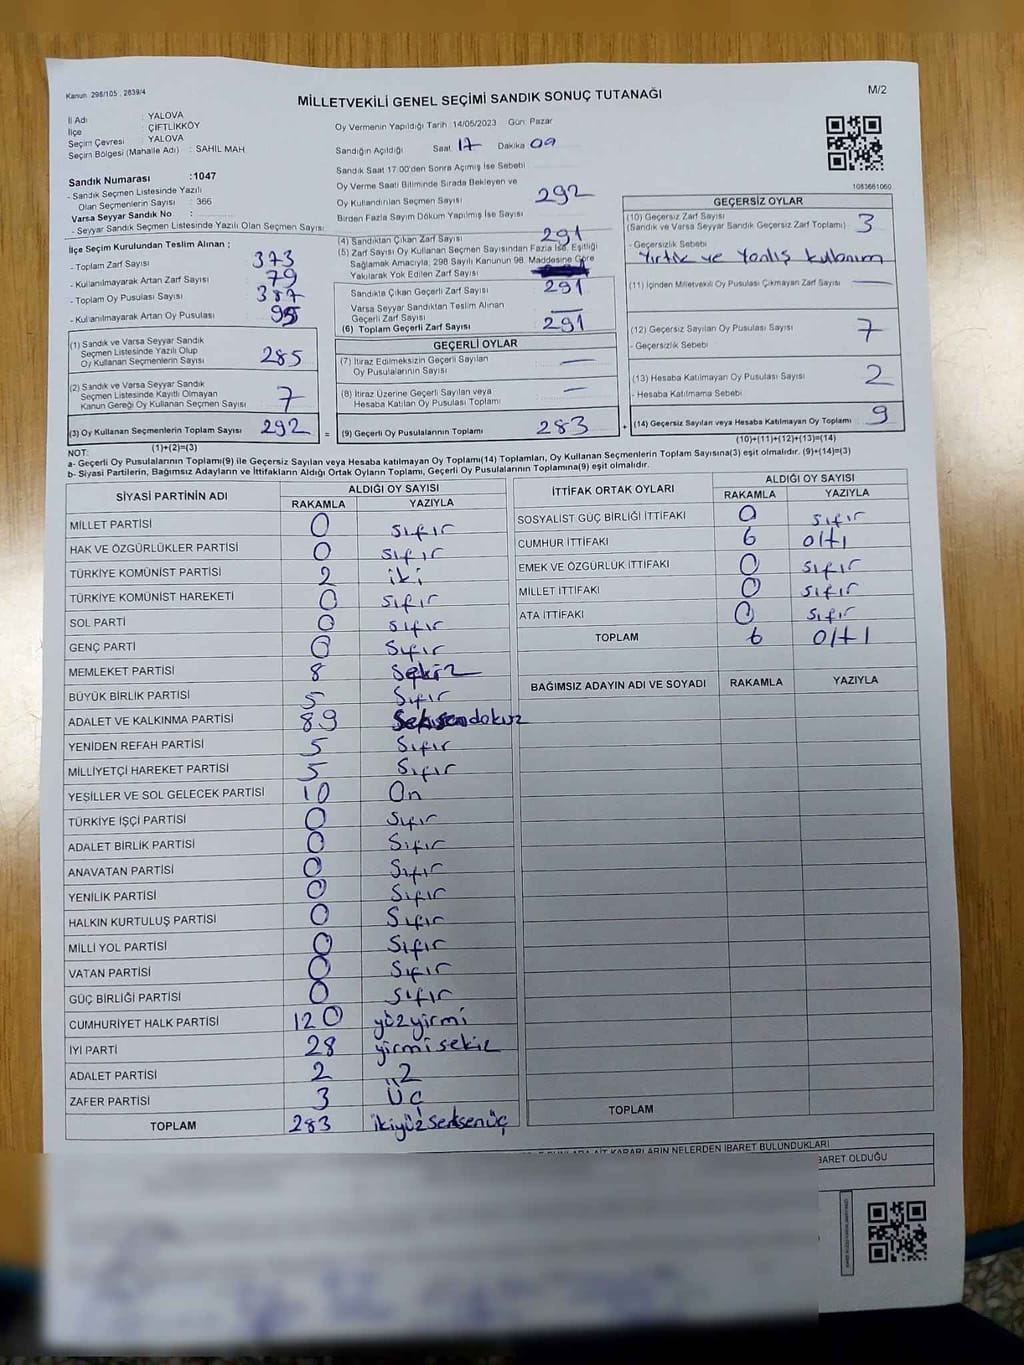 Kanun 298/105 , 2839/4
M/2
MİLLETVEKİLİ GENEL SEÇİMİ SANDIK SONUÇ TUTANAĞI
İl Adı : YALOVA
İlçe ÇİFTLİKKÖY
Seçim Çevresi : YALOVA
Seçim Bölgesi (Mahalle Adı) : SAHİL MAH.
Sandık Numarası :1047
- Sandık Seçmen Listesinde Yazılı
Olan Seçmenlerin Sayısı : 366
Varsa Seyyar Sandık No :
- Seyyar Sandık Seçmen Listesinde Yazılı Olan Seçmen Sayısı
Oy Vermenin Yapıldığı Tarih : 14/05/2023 Gün: Pazar
Sandığın Açıldığı Saat 17 Dakika 09
Sandık Saat 17.00'den Sonra Açımış İse Sebebi
Oy Verme Saati Bitiminde Sırada Bekleyen ve
Oy Kullandırılan Seçmen Sayısı 292
Birden Fazla Sayım Döküm Yapılmış İse Sayısı
1083661060
İlçe Seçim Kurulundan Teslim Alınan ;
- Toplam Zarf Sayısı 373
- Kullanılmayarak Artan Zarf Sayısı 79
- Toplam Oy Pusulası Sayısı 387
- Kullanılmayarak Artan Oy Pusulası 95
(1) Sandık ve Varsa Seyyar Sandık
Seçmen Listesinde Yazılı Olup
Oy Kullanan Seçmenlerin Sayısı 285
(2) Sandık ve Varsa Seyyar Sandık
Seçmen Listesinde Kayıtlı Olmayan
Kanun Gereği Oy Kullanan Seçmen Sayısı 7
(3) Oy Kullanan Seçmenlerin Toplam Sayısı 292
(1)+(2)=(3)
(4) Sandıktan Çıkan Zarf Sayısı 291
(5) Zarf Sayısı Oy Kullanan Seçmen Sayısından Fazla İse, Eşitliği
Sağlamak Amacıyla, 298 Sayılı Kanunun 98. Maddesine Göre
Yakılarak Yok Edilen Zarf Sayısı
Sandıkta Çıkan Geçerli Zarf Sayısı 291
Varsa Seyyar Sandıktan Teslim Alınan
Geçerli Zarf Sayısı : —
(6) Toplam Geçerli Zarf Sayısı : 291
GEÇERLİ OYLAR
(7) İtiraz Edilmeksizin Geçerli Sayılan
Oy Pusulalarının Sayısı : —
(8) İtiraz Üzerine Geçerli Sayılan veya
Hesaba Katılan Oy Pusulası Toplamı —
= (9) Geçerli Oy Pusulalarının Toplamı 283
GEÇERSİZ OYLAR
(10) Geçersiz Zarf Sayısı
(Sandık ve Varsa Seyyar Sandık Geçersiz Zarf Toplamı) 3
- Geçersizlik Sebebi
Yırtık ve Yanlış kullanım
(11) İçinden Milletvekili Oy Pusulası Çıkmayan Zarf Sayısı —
(12) Geçersiz Sayılan Oy Pusulası Sayısı 7
- Geçersizlik Sebebi
(13) Hesaba Katılmayan Oy Pusulası Sayısı 2
- Hesaba Katılmama Sebebi
+ (14) Geçersiz Sayılan veya Hesaba Katılmayan Oy Toplamı 9
(10)+(11)+(12)+(13)=(14)
NOT:
a- Geçerli Oy Pusulalarının Toplamı(9) ile Geçersiz Sayılan veya Hesaba katılmayan Oy Toplamı(14) Toplamları, Oy Kullanan Seçmenlerin Toplam Sayısına(3) eşit olmalıdır. (9)+(14)=(3)
b- Siyasi Partilerin, Bağımsız Adayların ve İttifakların Aldığı Ortak Oyların Toplamı, Geçerli Oy Pusulalarının Toplamına(9) eşit olmalıdır.
SİYASİ PARTİNİN ADI ALDIĞI OY SAYISI
RAKAMLA YAZIYLA
MİLLET PARTİSİ 0 sıfır
HAK VE ÖZGÜRLÜKLER PARTİSİ 0 sıfır
TÜRKİYE KOMÜNİST PARTİSİ 2 iki
TÜRKİYE KOMÜNİST HAREKETİ 0 sıfır
SOL PARTİ 0 sıfır
GENÇ PARTİ 0 Sıfır
MEMLEKET PARTİSİ 8 Sekiz
BÜYÜK BİRLİK PARTİSİ 5 Sıfır
ADALET VE KALKINMA PARTİSİ 89 Seksendokuz
YENİDEN REFAH PARTİSİ 5 Sıfır
MİLLİYETÇİ HAREKET PARTİSİ 5 Sıfır
YEŞİLLER VE SOL GELECEK PARTİSİ 10 On
TÜRKİYE İŞÇİ PARTİSİ 0 Sıfır
ADALET BİRLİK PARTİSİ 0 Sıfır
ANAVATAN PARTİSİ 0 Sıfır
YENİLİK PARTİSİ 0 Sıfır
HALKIN KURTULUŞ PARTİSİ 0 Sıfır
MİLLİ YOL PARTİSİ 0 Sıfır
VATAN PARTİSİ 0 Sıfır
GÜÇ BİRLİĞİ PARTİSİ 0 sıfır
CUMHURİYET HALK PARTİSİ 120 yüzyirmi
İYİ PARTİ 28 yirmisekiz
ADALET PARTİSİ 2
ZAFER PARTİSİ 3 Üç
TOPLAM 283 ikiyüzseksenüç
İTTİFAK ORTAK OYLARI ALDIĞI OY SAYISI
RAKAMLA YAZIYLA
SOSYALİST GÜÇ BİRLİĞİ İTTİFAKI 0 sıfır
CUMHUR İTTİFAKI 6 altı
EMEK VE ÖZGÜRLÜK İTTİFAKI 0 sıfır
MİLLET İTTİFAKI 0 sıfır
ATA İTTİFAKI 0 sıfır
TOPLAM 6 altı
BAĞIMSIZ ADAYIN ADI VE SOYADI RAKAMLA YAZIYLA
TOPLAM
KARARLARIN NELERDEN İBARET BULUNDUKLARI
BARET OLDUĞU